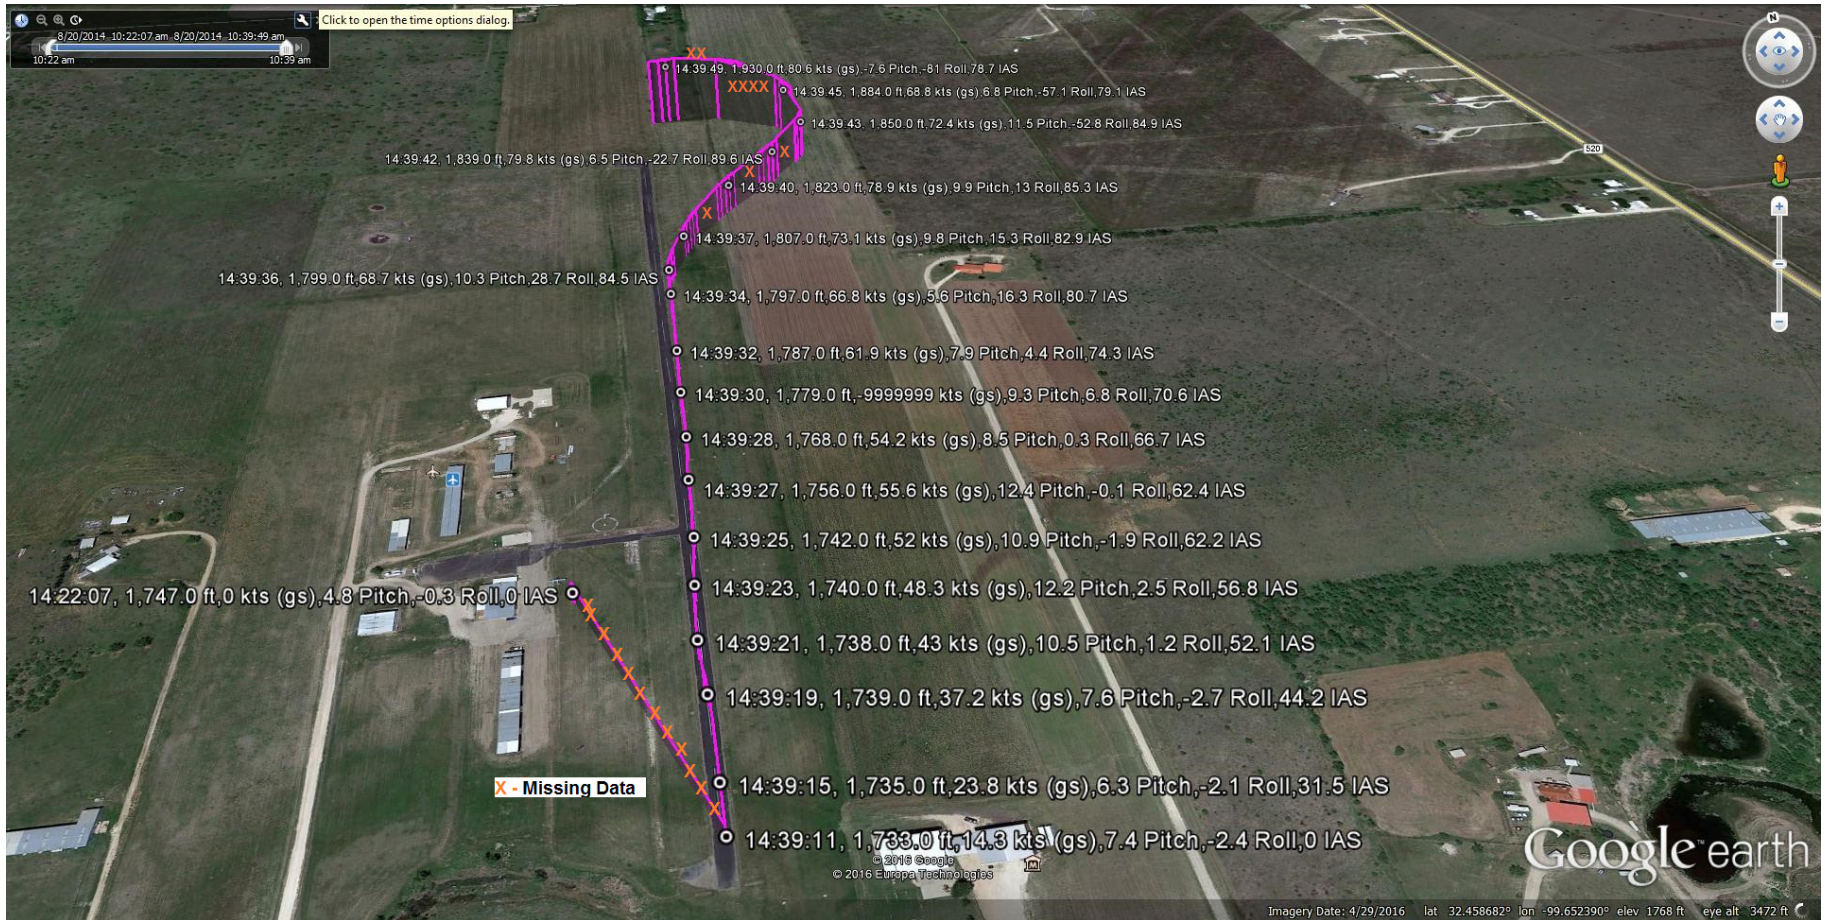 Click to open the time options dialog.
8/20/2014 10:22:07 am 8/20/2014 10:39:49 am
10:22 am 10:39 am
N
XX
14:39:49, 1,930.0 ft,80.6 kts (gs),-7.6 Pitch,-81 Roll,78.7 IAS
XXXX
14:39:45, 1,884.0 ft,68.8 kts (gs),6.8 Pitch,-57.1 Roll,79.1 IAS
14:39:43, 1,850.0 ft,72.4 kts (gs),11.5 Pitch,-52.8 Roll,84.9 IAS
520
14:39:42, 1,839.0 ft,79.8 kts (gs),6.5 Pitch,-22.7 Roll,89.6 IAS
X
X
14:39:40, 1,823.0 ft,78.9 kts (gs),9.9 Pitch,13 Roll,85.3 IAS
X
14:39:37, 1,807.0 ft,73.1 kts (gs),9.8 Pitch,15.3 Roll,82.9 IAS
14:39:36, 1,799.0 ft,68.7 kts (gs),10.3 Pitch,28.7 Roll,84.5 IAS
14:39:34, 1,797.0 ft,66.8 kts (gs),5.6 Pitch,16.3 Roll,80.7 IAS
14:39:32, 1,787.0 ft,61.9 kts (gs),7.9 Pitch,4.4 Roll,74.3 IAS
14:39:30, 1,779.0 ft,-9999999 kts (gs),9.3 Pitch,6.8 Roll,70.6 IAS
14:39:28, 1,768.0 ft,54.2 kts (gs),8.5 Pitch,0.3 Roll,66.7 IAS
14:39:27, 1,756.0 ft,55.6 kts (gs),12.4 Pitch,-0.1 Roll,62.4 IAS
14:39:25, 1,742.0 ft,52 kts (gs),10.9 Pitch,-1.9 Roll,62.2 IAS
14:39:23, 1,740.0 ft,48.3 kts (gs),12.2 Pitch,2.5 Roll,56.8 IAS
14:22:07, 1,747.0 ft,0 kts (gs),4.8 Pitch,-0.3 Roll,0 IAS
X
X
X
X
X
X
X
X
X
X
X
X
14:39:21, 1,738.0 ft,43 kts (gs),10.5 Pitch,1.2 Roll,52.1 IAS
14:39:19, 1,739.0 ft,37.2 kts (gs),7.6 Pitch,-2.7 Roll,44.2 IAS
X - Missing Data
14:39:15, 1,735.0 ft,23.8 kts (gs),6.3 Pitch,-2.1 Roll,31.5 IAS
14:39:11, 1,733.0 ft,14.3 kts (gs),7.4 Pitch,-2.4 Roll,0 IAS
© 2016 Google
© 2016 Europa Technologies
Google earth
Imagery Date: 4/29/2016 lat 32.458682° lon -99.652390° elev 1768 ft eye alt 3472 ft